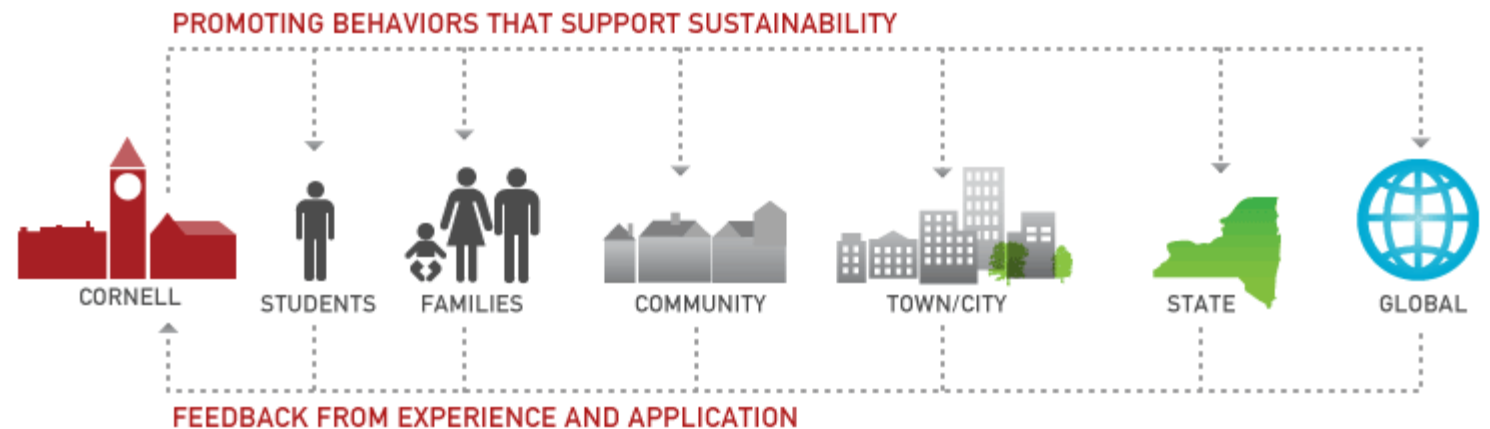 PROMOTING BEHAVIORS THAT SUPPORT SUSTAINABILITY
CORNELL
STUDENTS
FAMILIES
COMMUNITY
TOWN/CITY
STATE
GLOBAL
FEEDBACK FROM EXPERIENCE AND APPLICATION